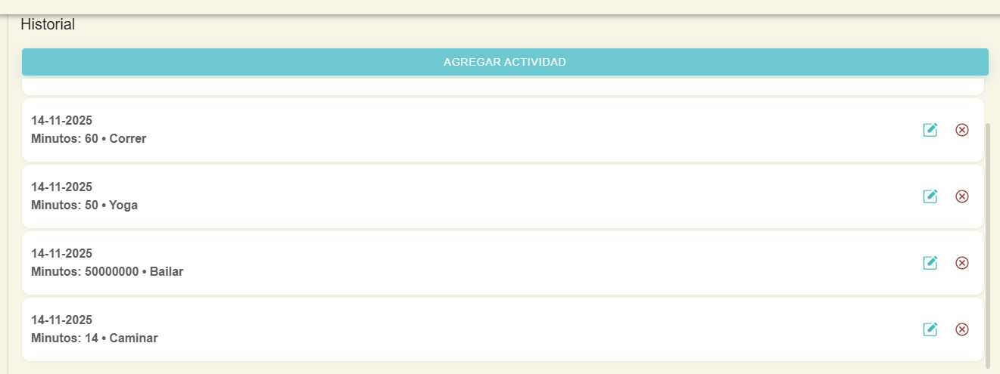 Historial
AGREGAR ACTIVIDAD
14-11-2025
Minutos: 60 • Correr
14-11-2025
Minutos: 50 • Yoga
14-11-2025
Minutos: 50000000 • Bailar
14-11-2025
Minutos: 14 • Caminar